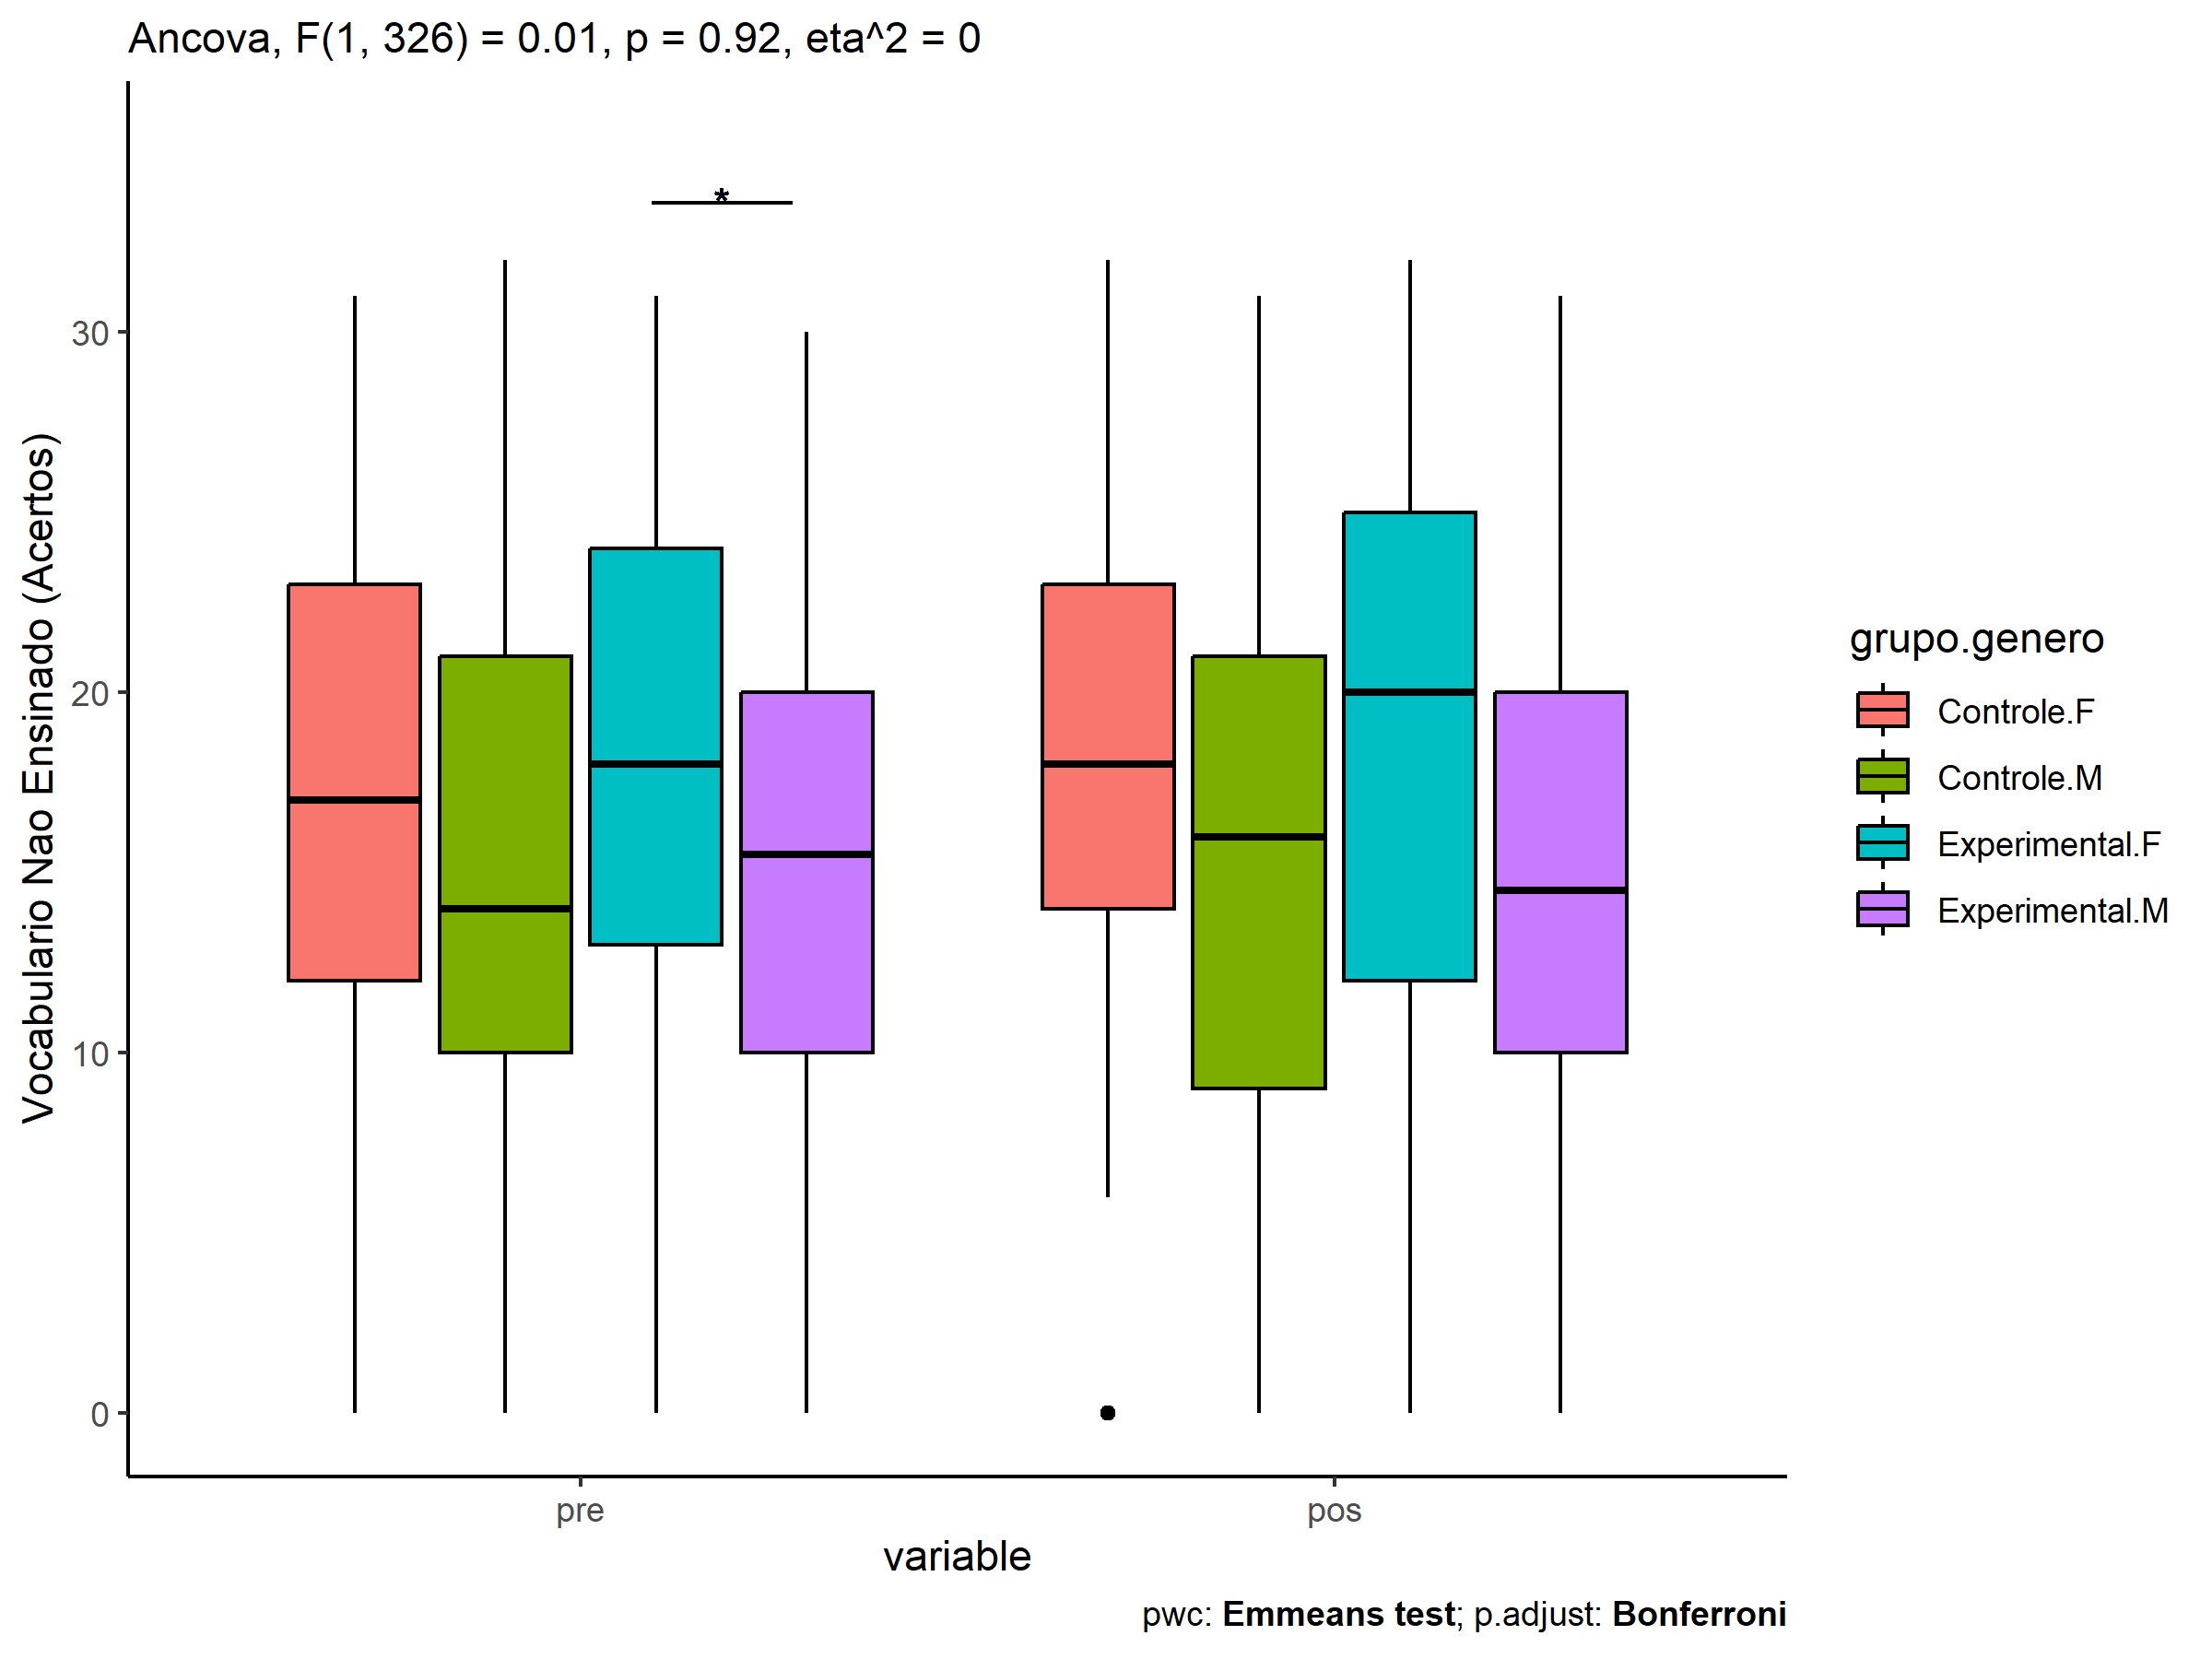 Ancova, F(1, 326) = 0.01, p = 0.92, eta^2 = 0
*
Vocabulario Nao Ensinado (Acertos)
30
20
10
0
pre
pos
variable
grupo.genero
Controle.F
Controle.M
Experimental.F
Experimental.M
pwc: Emmeans test; p.adjust: Bonferroni